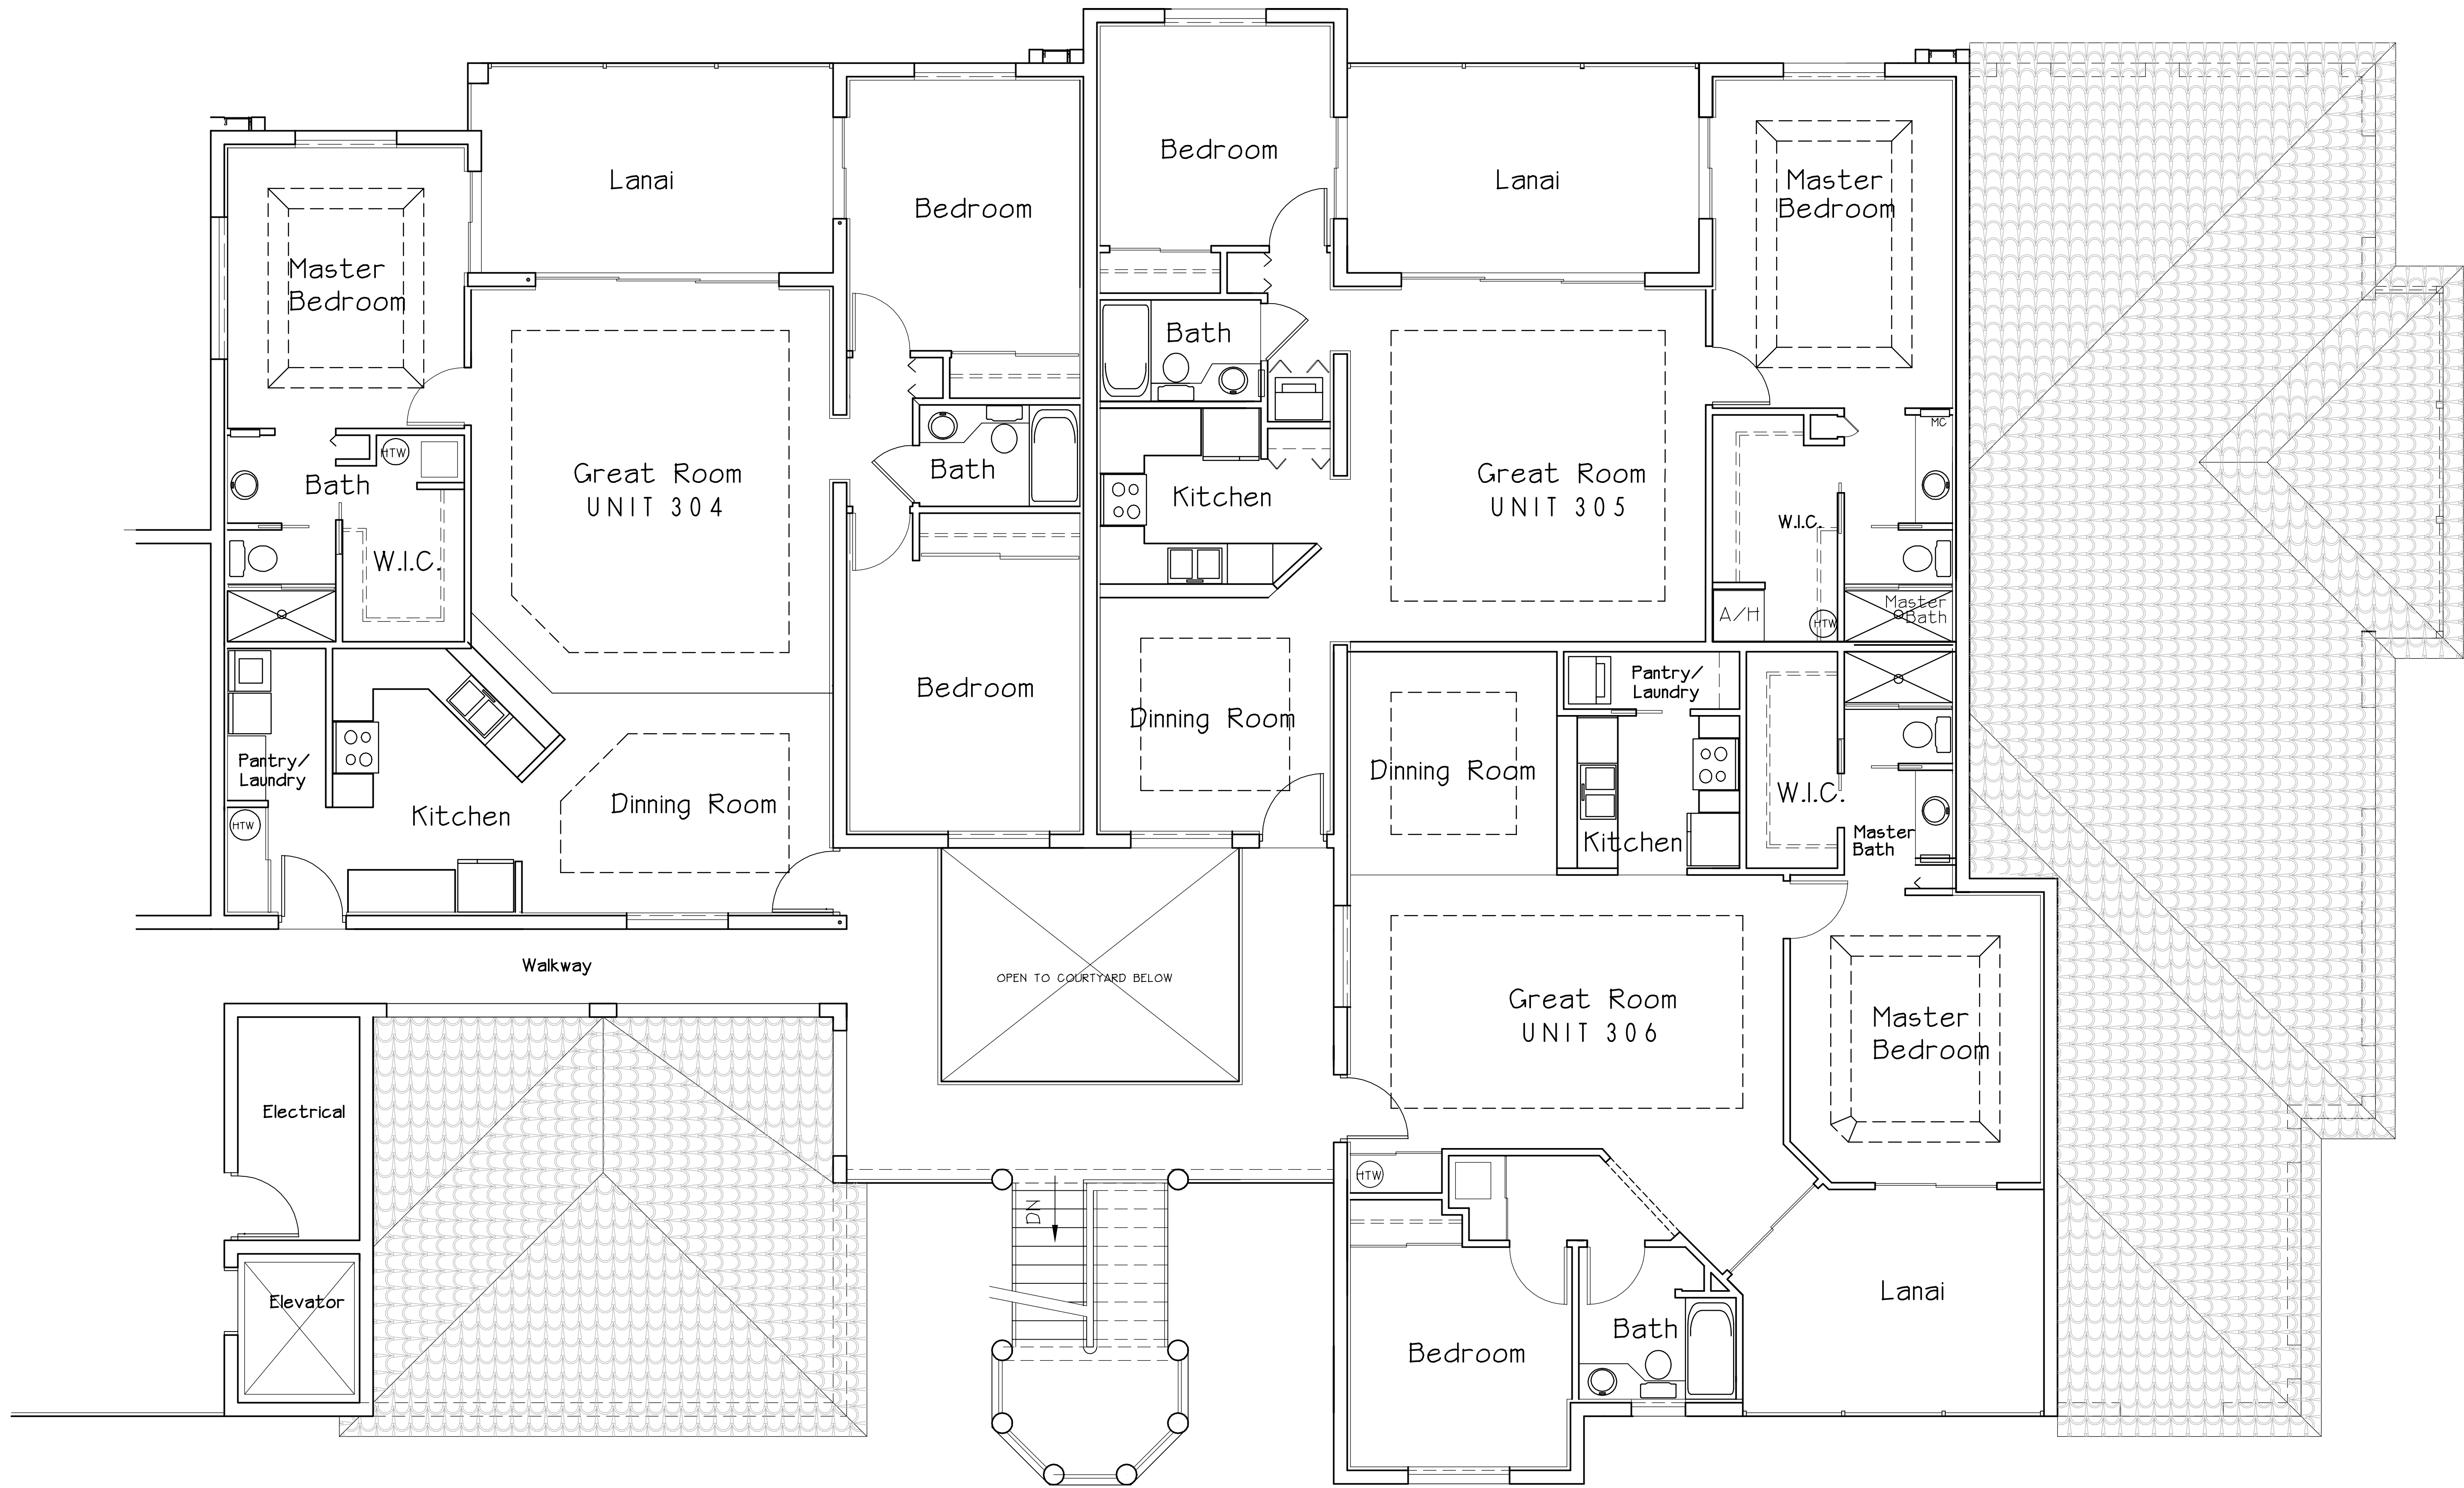 Bedroom
Lanai
Bedroom
Master
Bedroom
Bath
HTW
W.I.C.
Great Room
UNIT 304
Bath
Bedroom
Pantry/
Laundry
HTW
Kitchen
Dinning Room
Lanai
Master
Bedroom
Bath
Kitchen
Great Room
UNIT 305
MC
W.I.C.
A/H
HTW
Master
Bath
Dinning Room
Dinning Room
Pantry/
Laundry
Kitchen
W.I.C.
Master
Bath
Walkway
OPEN TO COURTYARD BELOW
Great Room
UNIT 306
Master
Bedroom
Electrical
Elevator
DN
HTW
Bedroom
Bath
Lanai